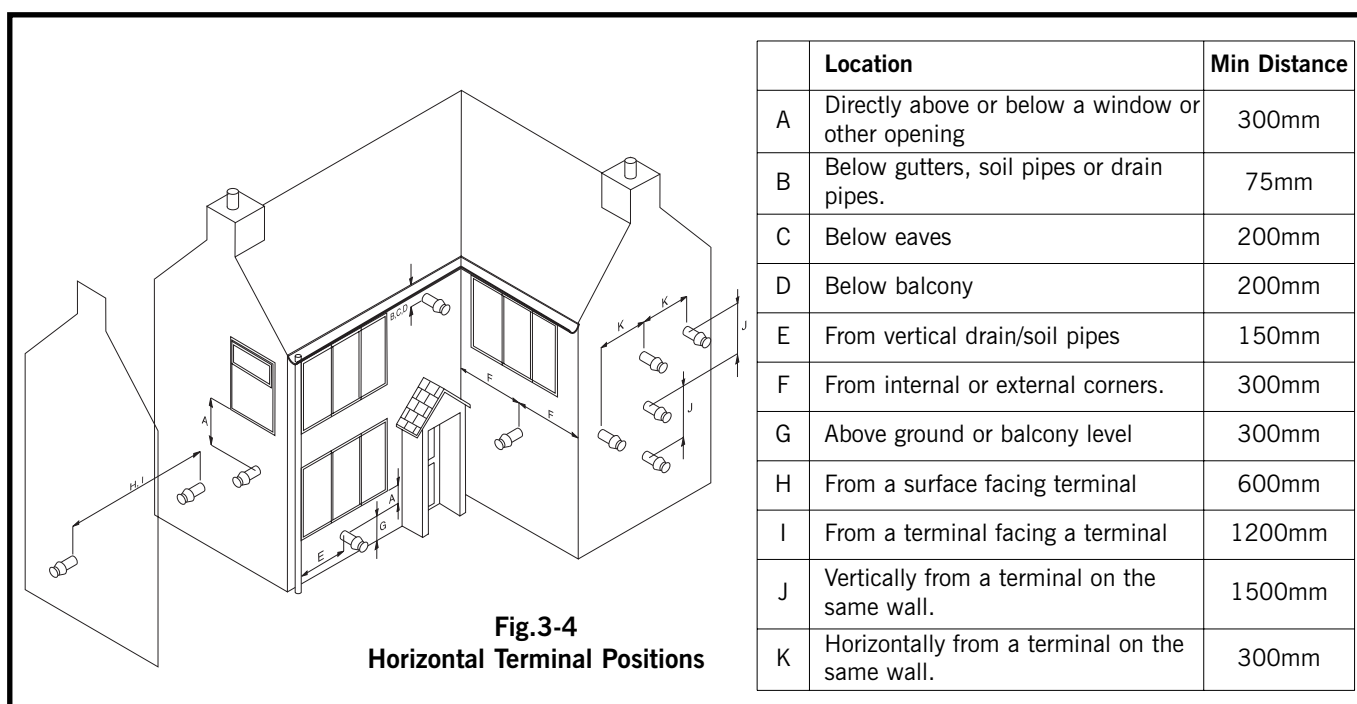 H, I
A
B,C,D
E
A
G
F
F
K
K
J
J
Fig.3-4
Horizontal Terminal Positions
Location Min Distance
A Directly above or below a window or
other opening 300mm
B Below gutters, soil pipes or drain
pipes. 75mm
C Below eaves 200mm
D Below balcony 200mm
E From vertical drain/soil pipes 150mm
F From internal or external corners. 300mm
G Above ground or balcony level 300mm
H From a surface facing terminal 600mm
I From a terminal facing a terminal 1200mm
J Vertically from a terminal on the
same wall. 1500mm
K Horizontally from a terminal on the
same wall. 300mm